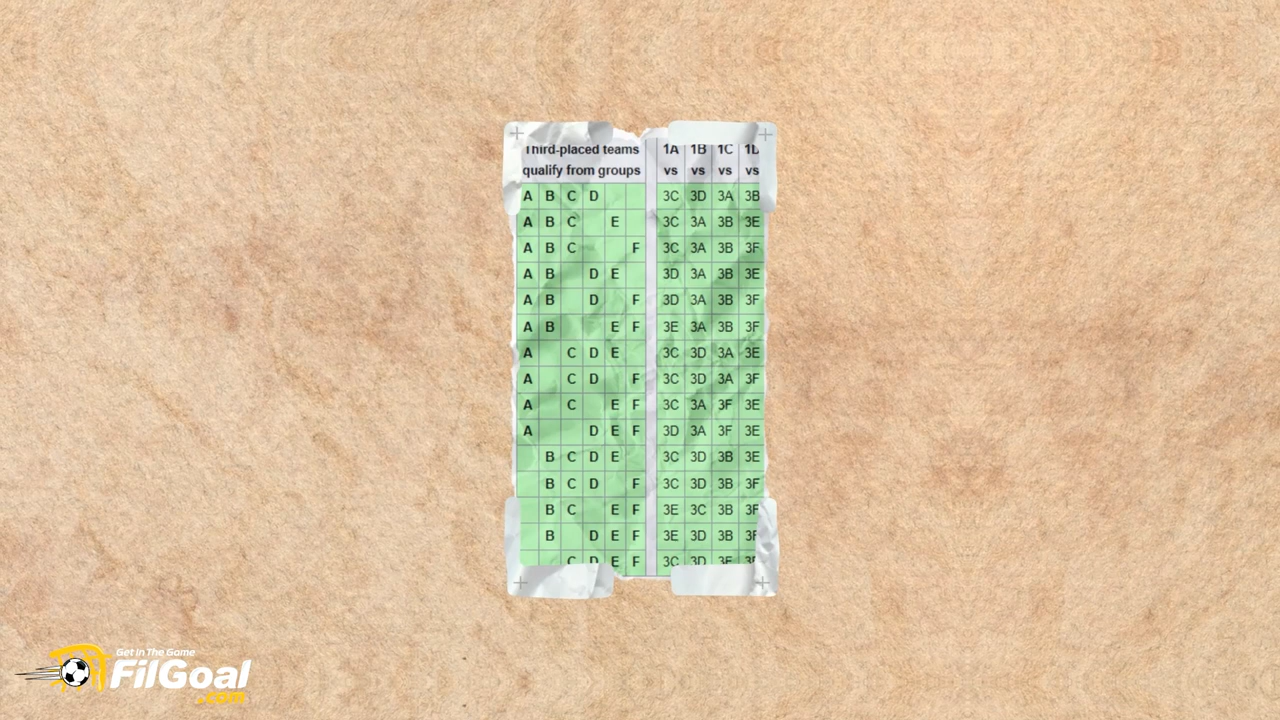 Third-placed teams 1A 1B 1C 1D
qualify from groups vs vs vs vs
A B C D 3C 3D 3A 3B
A B C E 3C 3A 3B 3E
A B C F 3C 3A 3B 3F
A B D E 3D 3A 3B 3E
A B D F 3D 3A 3B 3F
A B E F 3E 3A 3B 3F
A C D E 3C 3D 3A 3E
A C D F 3C 3D 3A 3F
A C E F 3C 3A 3F 3E
A D E F 3D 3A 3F 3E
B C D E 3C 3D 3B 3E
B C D F 3C 3D 3B 3F
B C E F 3E 3C 3B 3F
B D E F 3E 3D 3B 3F
C D E F 3C 3D 3F
Get In The Game
FilGoal
.com